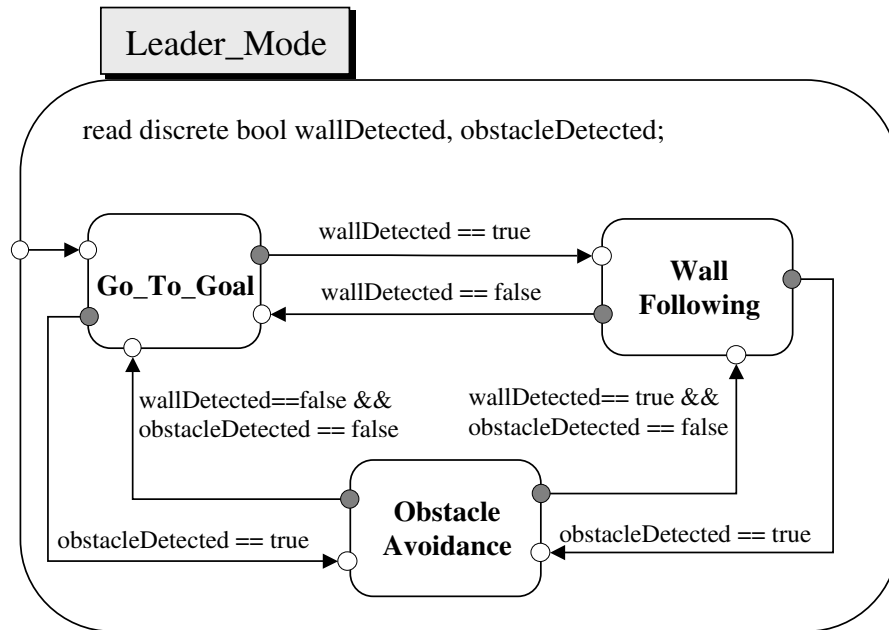 Leader_Mode
read discrete bool wallDetected, obstacleDetected;
wallDetected == true
Go_To_Goal
wallDetected == false
Wall
Following
wallDetected==false &&
obstacleDetected == false
wallDetected== true &&
obstacleDetected == false
Obstacle
Avoidance
obstacleDetected == true
obstacleDetected == true